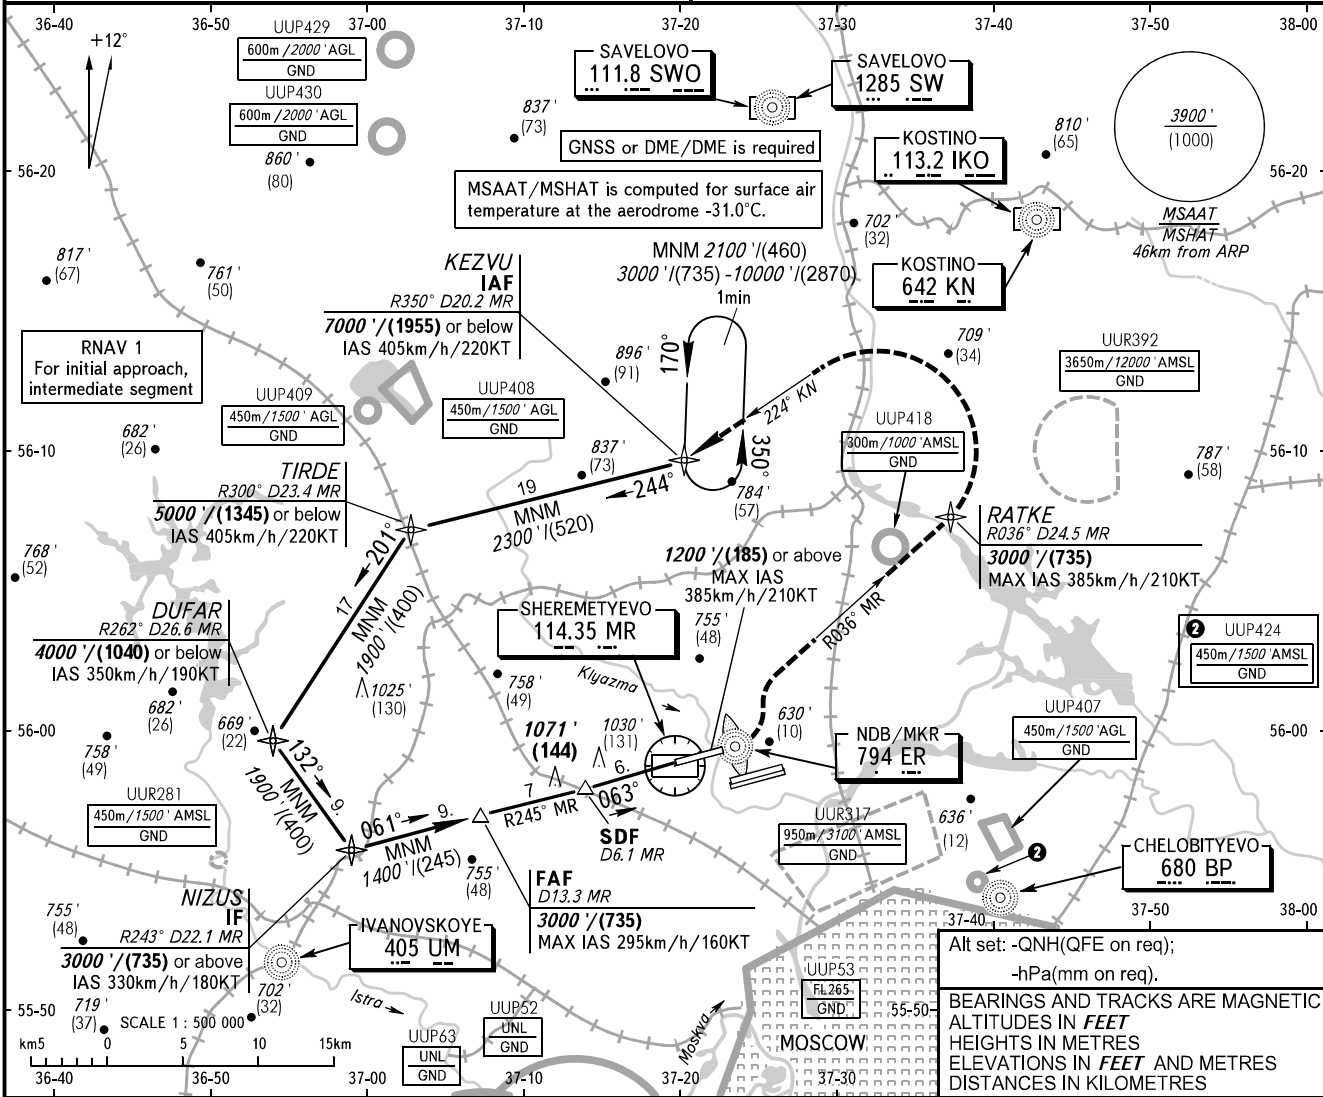 36-40
36-50
37-00
37-10
37-20
37-30
37-40
37-50
38-00
+12°
UUP429
600m/2000' AGL
GND
UUP430
600m/2000' AGL
GND
860'
(80)
837'
(73)
SAVELOVO
111.8 SWO
SAVELOVO
1285 SW
GNSS or DME/DME is required
KOSTINO
113.2 IKO
810'
(65)
3900'
(1000)
56-20
56-20
MSAAT/MSHAT is computed for surface air
temperature at the aerodrome -31.0°C.
702'
(32)
MSAAT
MSHAT
46km from ARP
817'
(67)
761'
(50)
KEZVU
IAF
R350° D20.2 MR
7000'/(1955) or below
IAS 405km/h/220KT
MNM 2100'/(460)
3000'/(735) -10000'/(2870)
1min
KOSTINO
642 KN
RNAV 1
For initial approach,
intermediate segment
896'
(91)
170°
709'
(34)
UUR392
3650m/12000' AMSL
GND
UUP409
450m/1500' AGL
GND
UUP408
450m/1500' AGL
GND
224° KN
UUP418
300m/1000' AMSL
GND
682'
(26)
56-10
350°
56-10
837'
(73)
787'
(58)
TIRDE
R300° D23.4 MR
5000'/(1345) or below
IAS 405km/h/220KT
19
244°
MNM
2300'/(520)
784'
(57)
RATKE
R036° D24.5 MR
3000'/(735)
MAX IAS 385km/h/210KT
201°
768'
(52)
1200'/(185) or above
MAX IAS
385km/h/210KT
17
MNM
1900'/(400)
DUFAR
R262° D26.6 MR
4000'/(1040) or below
IAS 350km/h/190KT
SHEREMETYEVO
114.35 MR
755'
(48)
R036° MR
2 UUP424
450m/1500' AMSL
GND
1025'
(130)
758'
(49)
Klyazma
682'
(26)
669'
(22)
UUP407
450m/1500' AGL
GND
758'
(49)
56-00
56-00
1071'
(144)
1030'
(131)
630'
(10)
NDB/MKR
794 ER
132°
9.
MNM
1900'/(400)
6.
063°
7
R245° MR
UUR281
450m/1500' AMSL
GND
061°
9.
MNM
1400'/(245)
SDF
D6.1 MR
UUR317
950m/3100' AMSL
GND
636'
(12)
2
CHELOBITYEVO
680 BP
755'
(48)
FAF
D13.3 MR
3000'/(735)
MAX IAS 295km/h/160KT
NIZUS
IF
R243° D22.1 MR
3000'/(735) or above
IAS 330km/h/180KT
755'
(48)
IVANOVSKOYE
405 UM
37-40
37-50
38-00
702'
(32)
Istra
719'
(37)
55-50
SCALE 1 : 500 000
km5
0
5
10
15km
UUP63
UNL
GND
UUP52
UNL
GND
Moskva
UUP53
FL265
GND
55-50
MOSCOW
Alt set: -QNH(QFE on req);
-hPa(mm on req).
BEARINGS AND TRACKS ARE MAGNETIC
ALTITUDES IN FEET
HEIGHTS IN METRES
ELEVATIONS IN FEET AND METRES
DISTANCES IN KILOMETRES
36-40
36-50
37-00
37-10
37-20
37-30